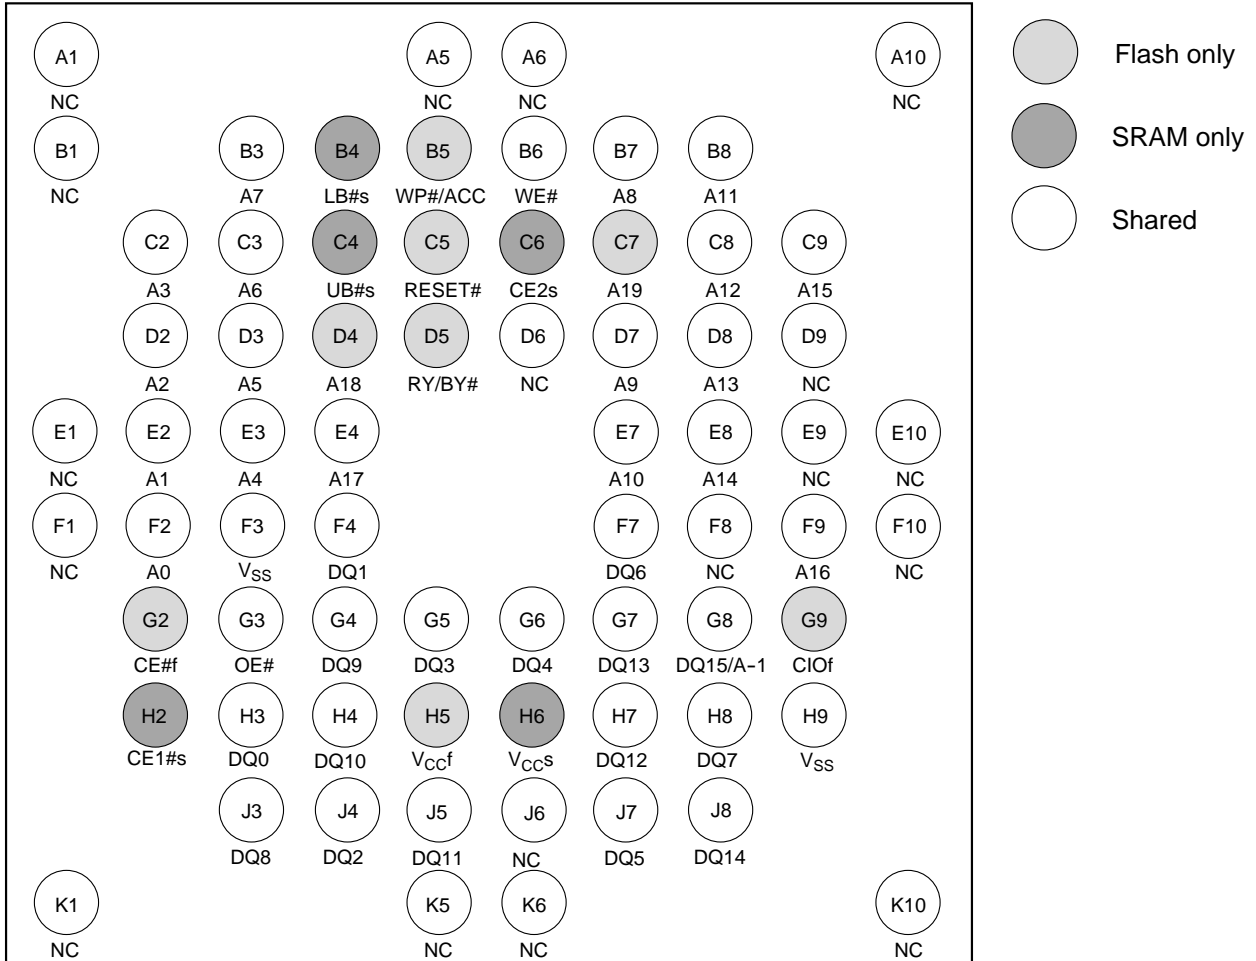 A1 A5 A6 A10 Flash only
NC NC NC NC
B1 B3 B4 B5 B6 B7 B8 SRAM only
NC A7 LB#s WP#/ACC WE# A8 A11
C2 C3 C4 C5 C6 C7 C8 C9 Shared
A3 A6 UB#s RESET# CE2s A19 A12 A15
D2 D3 D4 D5 D6 D7 D8 D9
A2 A5 A18 RY/BY# NC A9 A13 NC
E1 E2 E3 E4 E7 E8 E9 E10
NC A1 A4 A17 A10 A14 NC NC
F1 F2 F3 F4 F7 F8 F9 F10
NC A0 VSS DQ1 DQ6 NC A16 NC
G2 G3 G4 G5 G6 G7 G8 G9
CE#f OE# DQ9 DQ3 DQ4 DQ13 DQ15/A-1 CIOf
H2 H3 H4 H5 H6 H7 H8 H9
CE1#s DQ0 DQ10 VCCf VCCs DQ12 DQ7 VSS
J3 J4 J5 J6 J7 J8
DQ8 DQ2 DQ11 NC DQ5 DQ14
K1 K5 K6 K10
NC NC NC NC